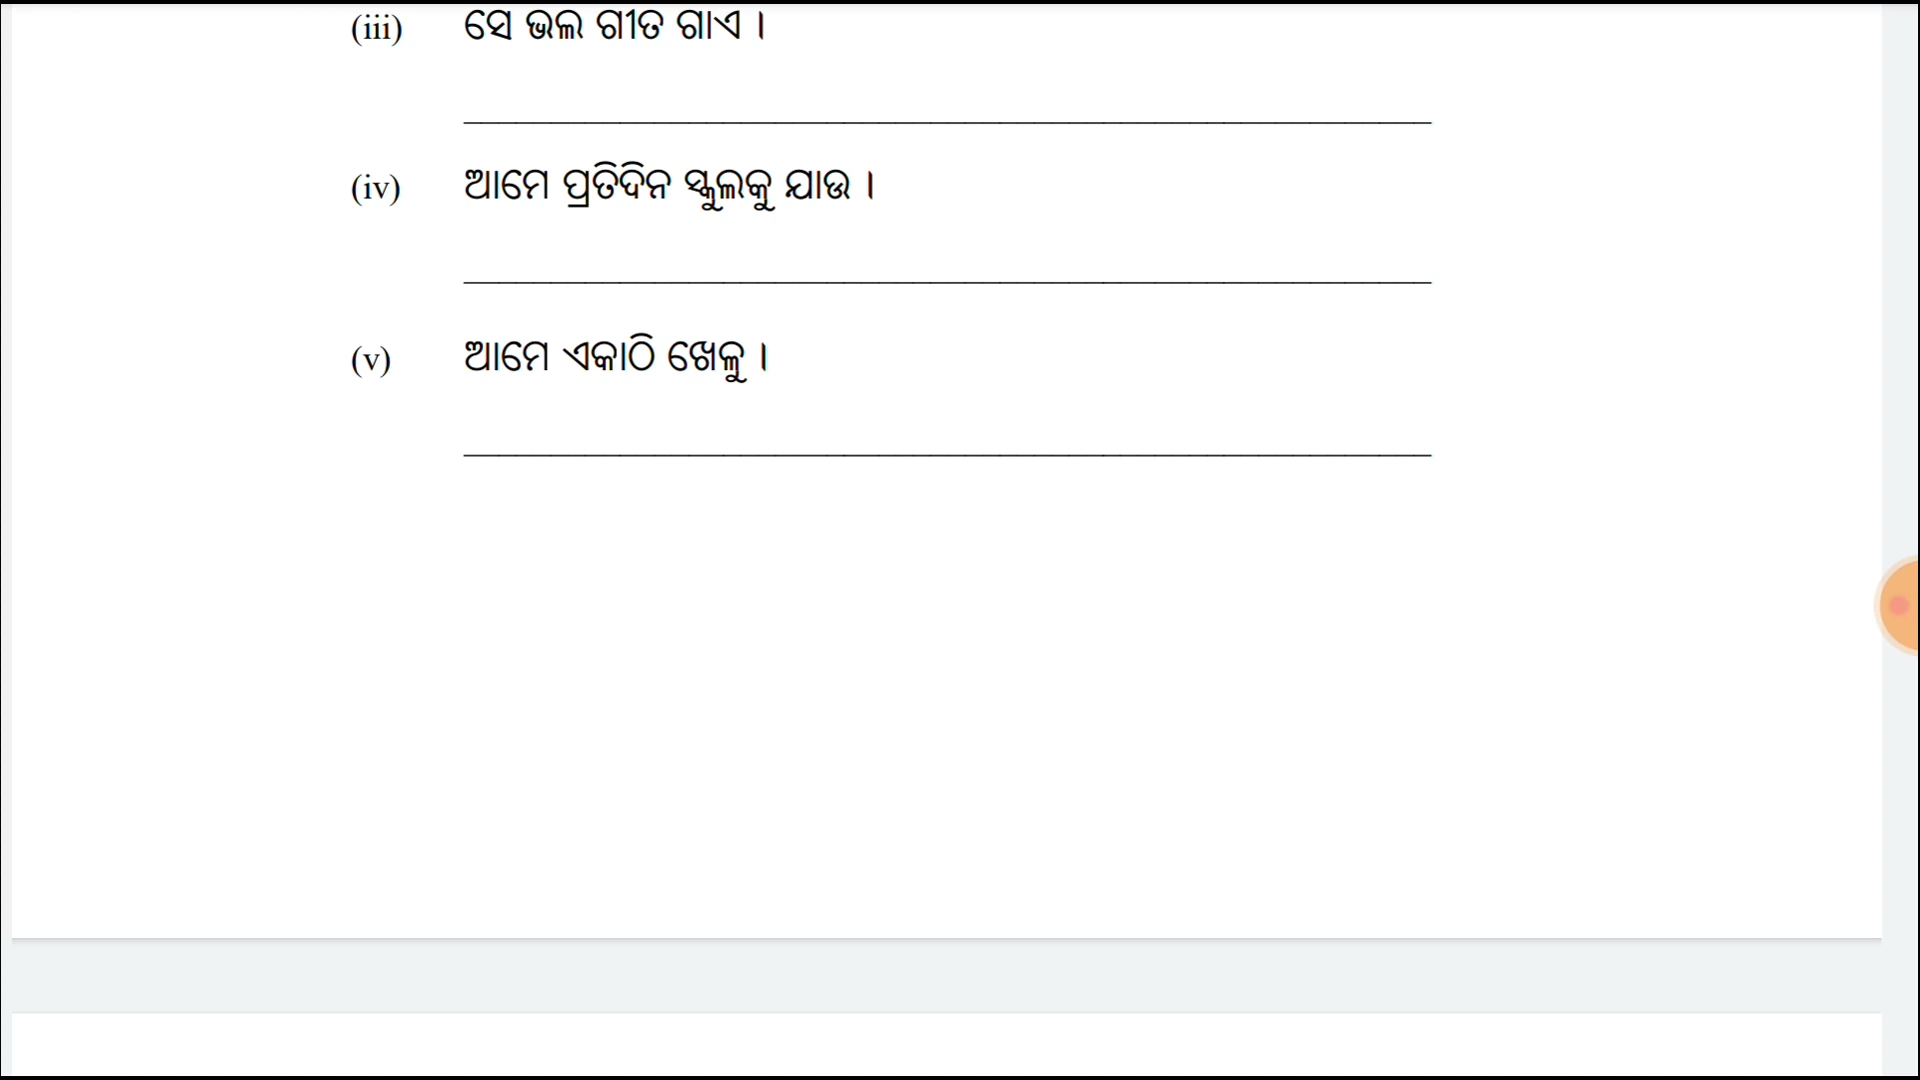 (iii) ସେ ଭଲ ଗୀତ ଗାଏ ।
(iv) ଆମେ ପ୍ରତିଦିନ ସ୍କୁଲକୁ ଯାଉ ।
(v) ଆମେ ଏକାଠି ଖେଳୁ ।